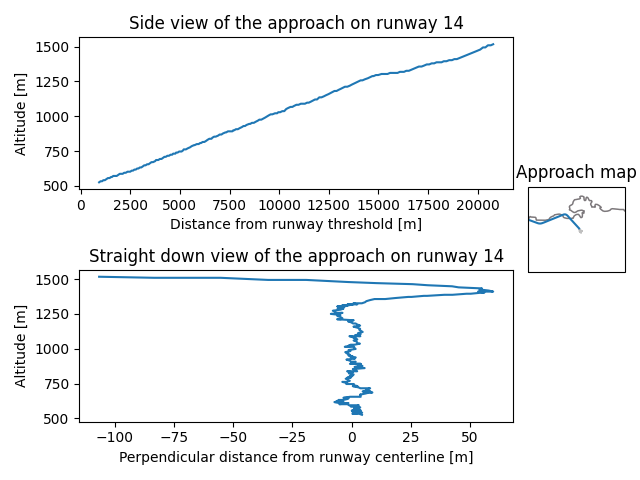 Side view of the approach on runway 14
1500
1250
1000
750
500
Altitude [m]
0 2500 5000 7500 10000 12500 15000 17500 20000
Distance from runway threshold [m]
Approach map
Straight down view of the approach on runway 14
1500
1250
1000
750
500
Altitude [m]
−100 −75 −50 −25 0 25 50
Perpendicular distance from runway centerline [m]